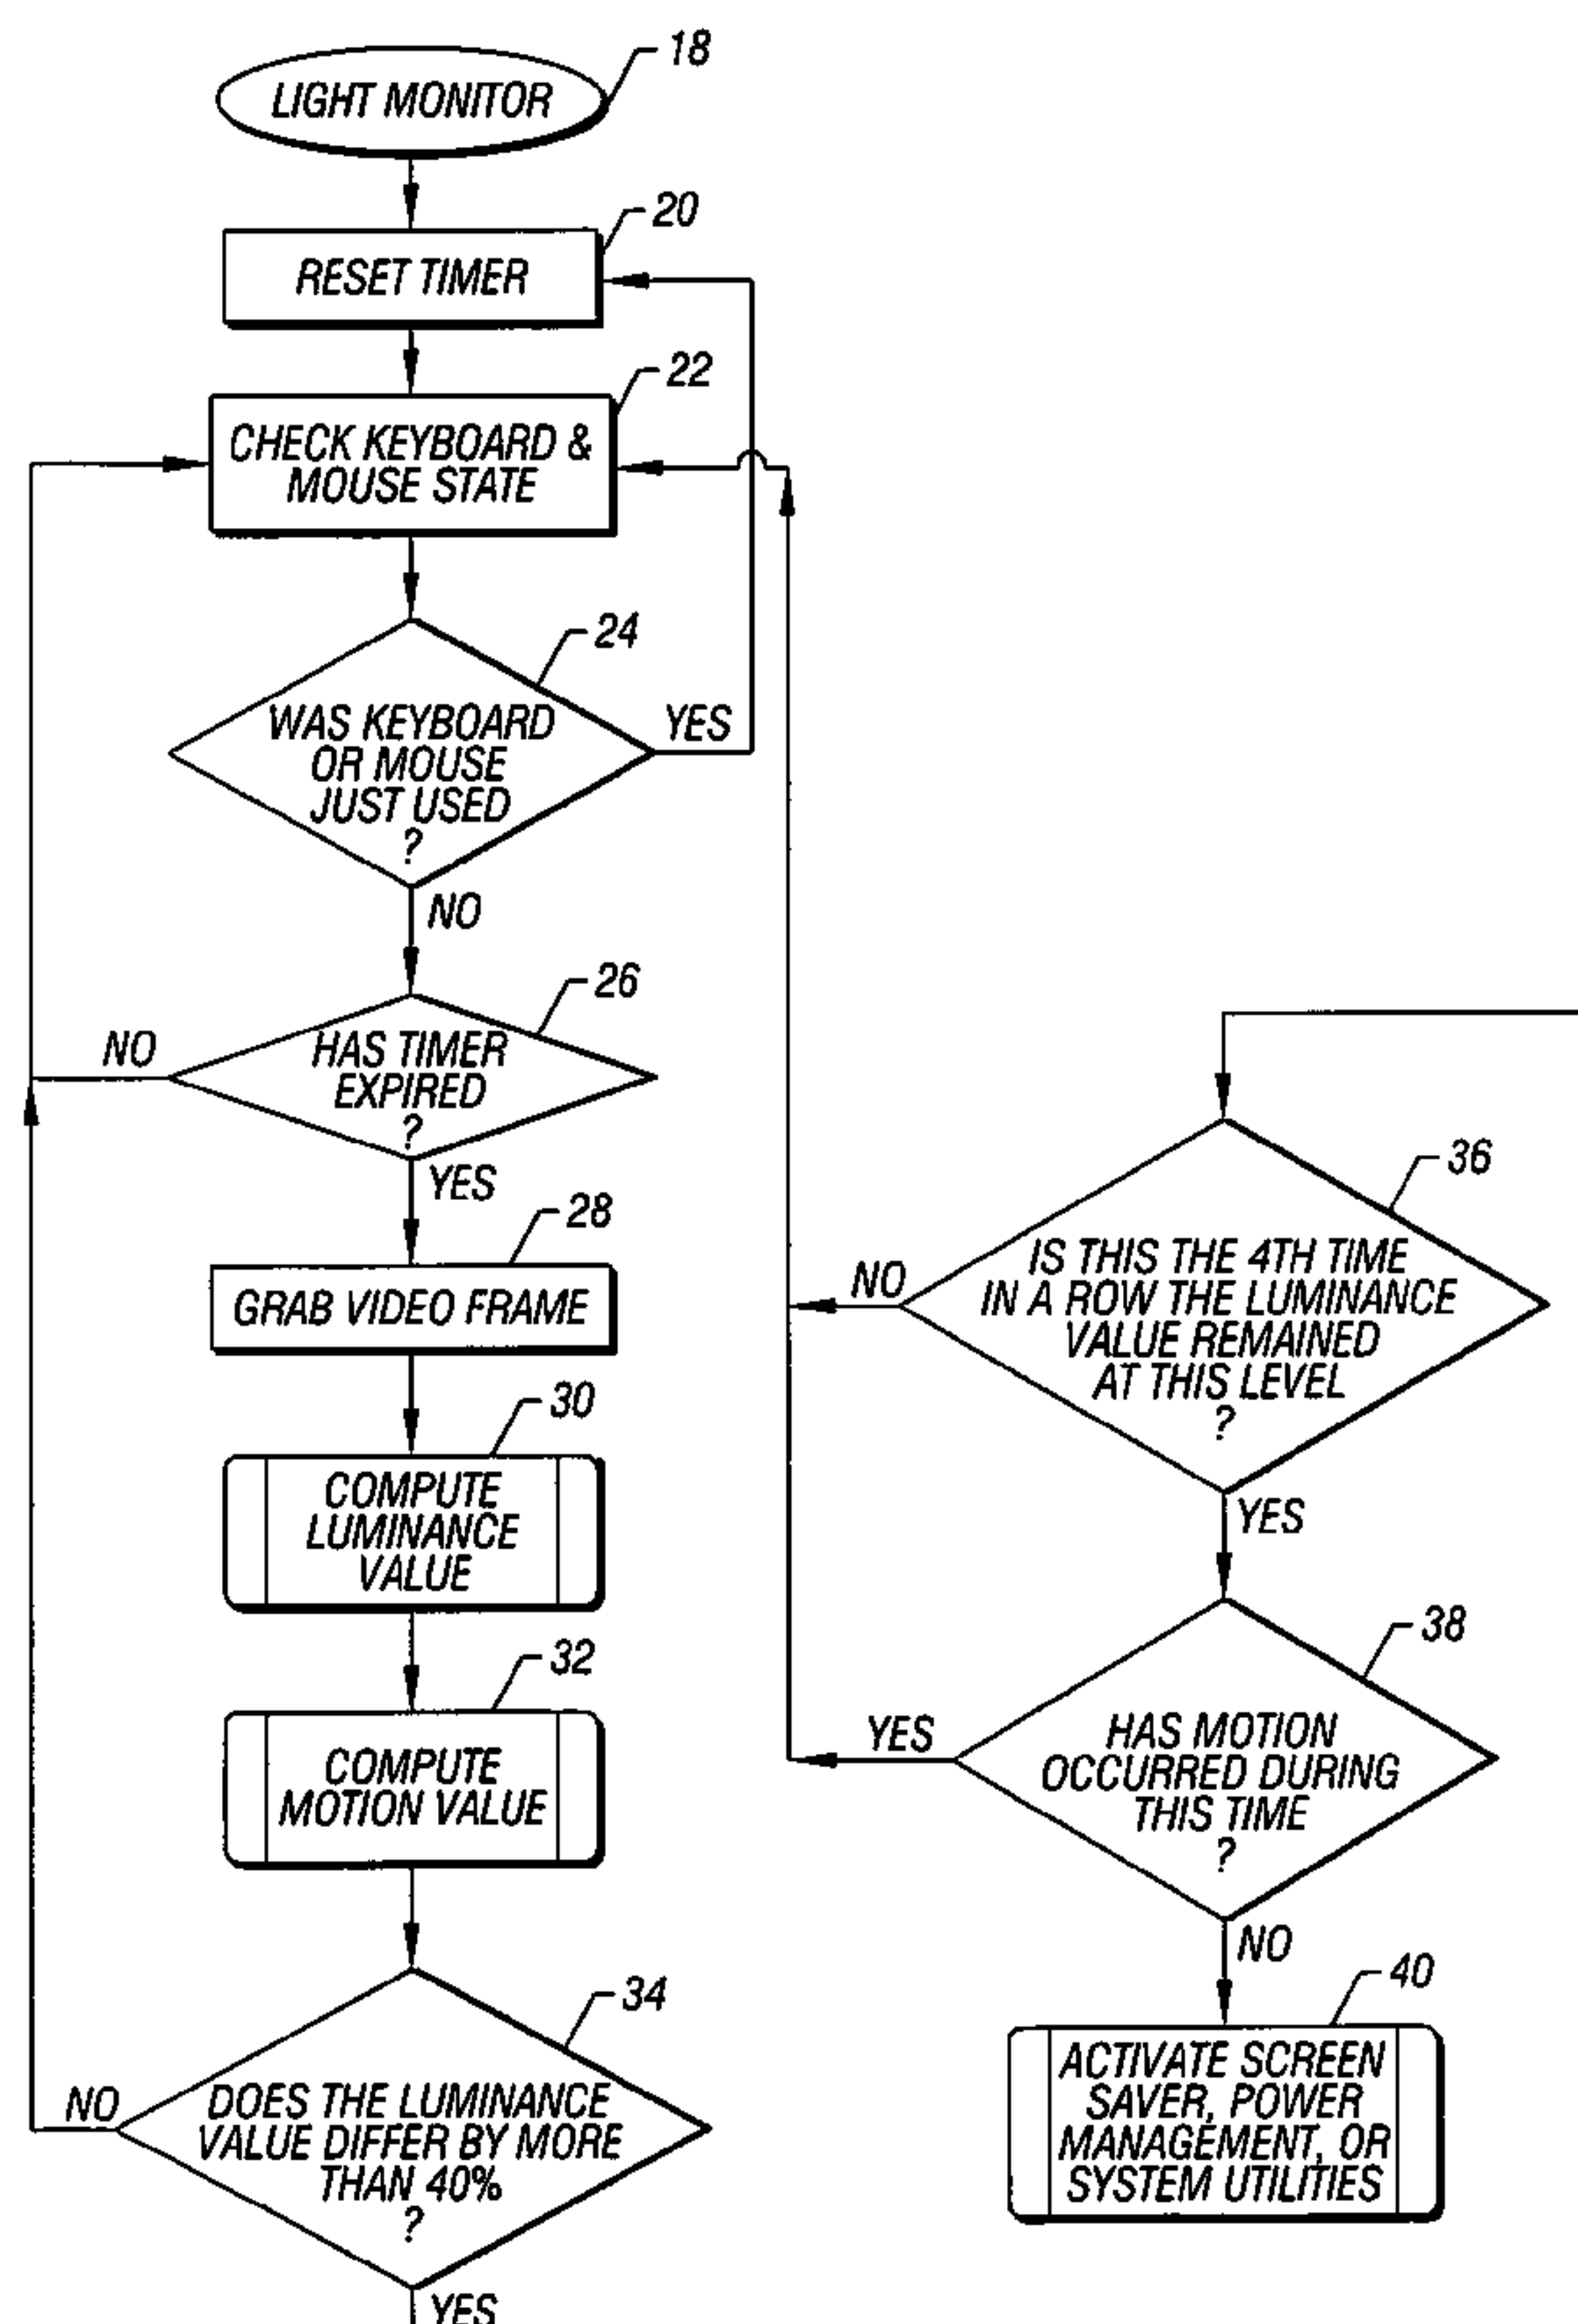 LIGHT MONITOR
18
RESET TIMER
20
CHECK KEYBOARD &
MOUSE STATE
22
WAS KEYBOARD
OR MOUSE
JUST USED
?
24
YES
NO
HAS TIMER
EXPIRED
?
26
NO
YES
GRAB VIDEO FRAME
28
COMPUTE
LUMINANCE
VALUE
30
COMPUTE
MOTION VALUE
32
DOES THE LUMINANCE
VALUE DIFFER BY MORE
THAN 40%
?
34
NO
YES
IS THIS THE 4TH TIME
IN A ROW THE LUMINANCE
VALUE REMAINED
AT THIS LEVEL
?
36
NO
YES
HAS MOTION
OCCURRED DURING
THIS TIME
?
38
YES
NO
ACTIVATE SCREEN
SAVER, POWER
MANAGEMENT, OR
SYSTEM UTILITIES
40